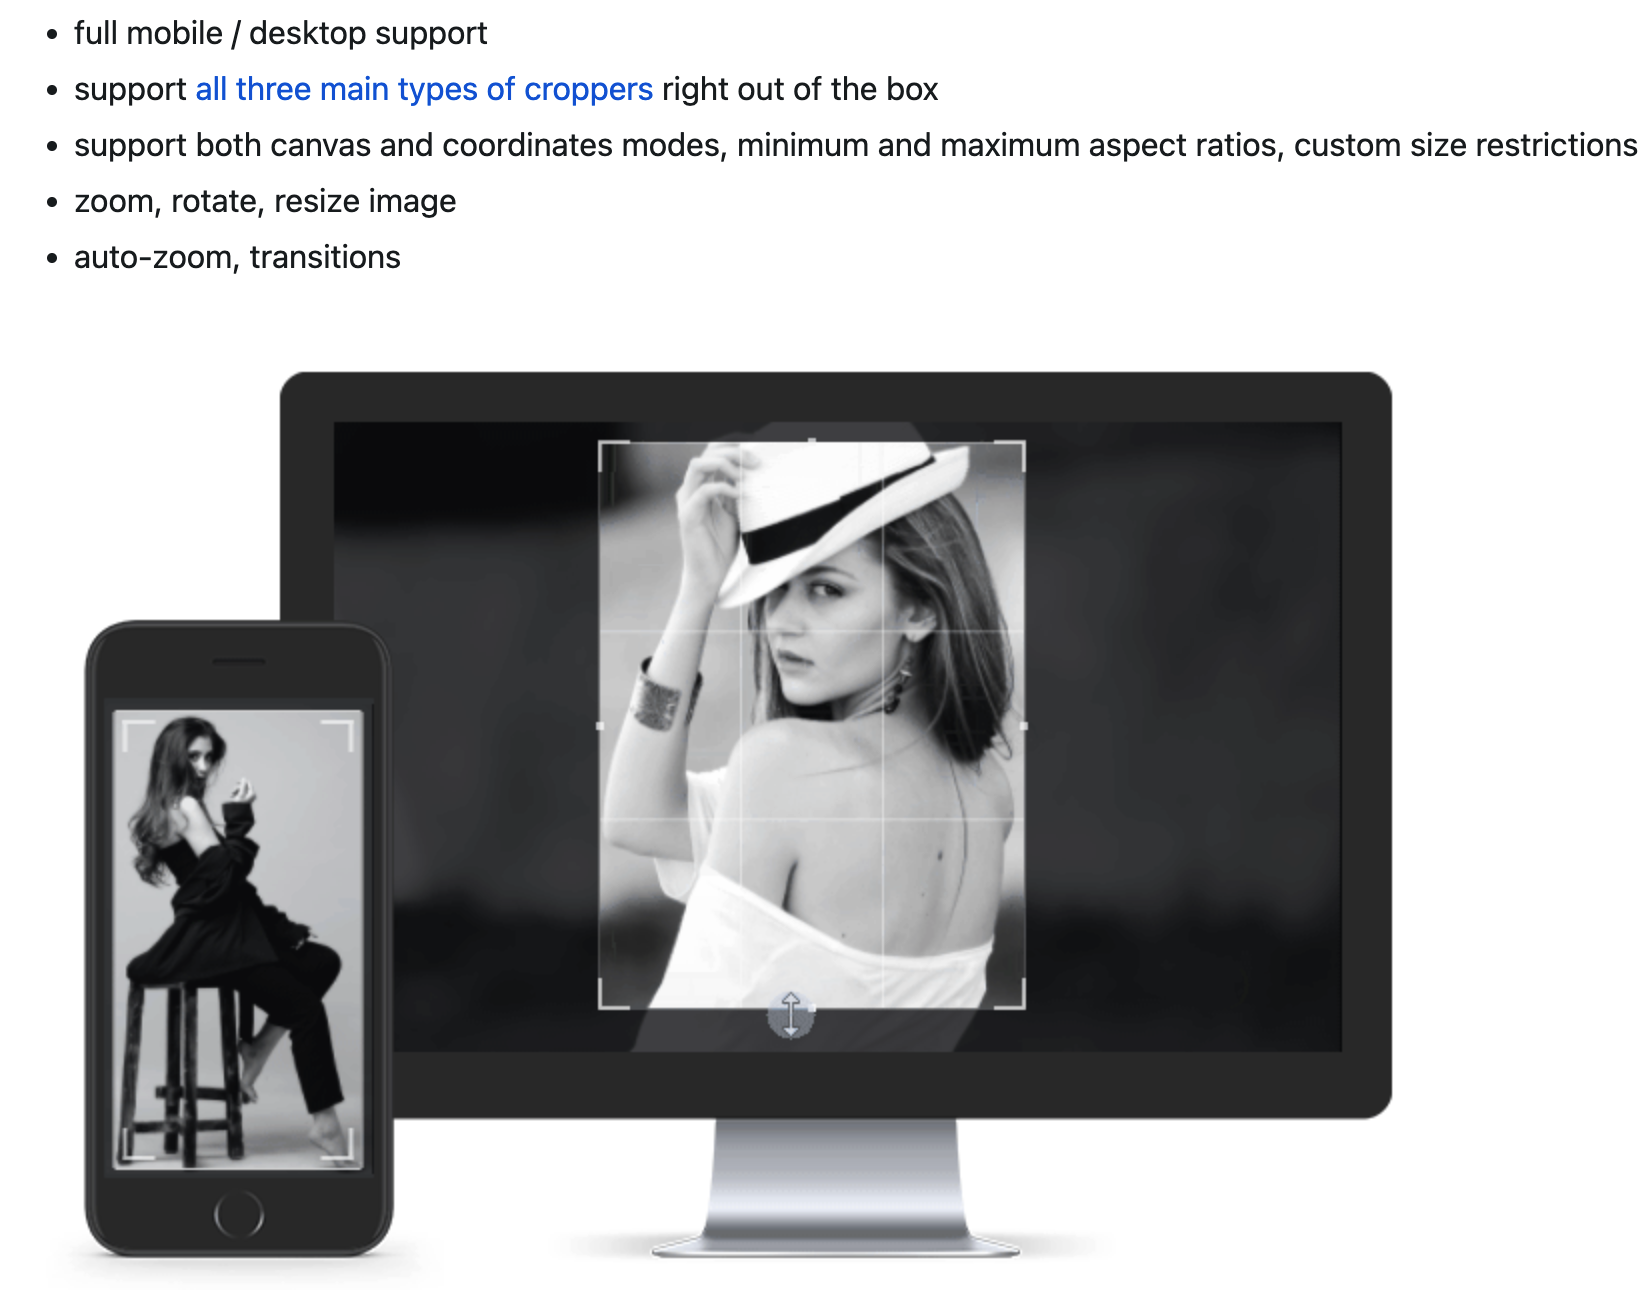 full mobile / desktop support
support all three main types of croppers right out of the box
support both canvas and coordinates modes, minimum and maximum aspect ratios, custom size restrictions
zoom, rotate, resize image
auto-zoom, transitions